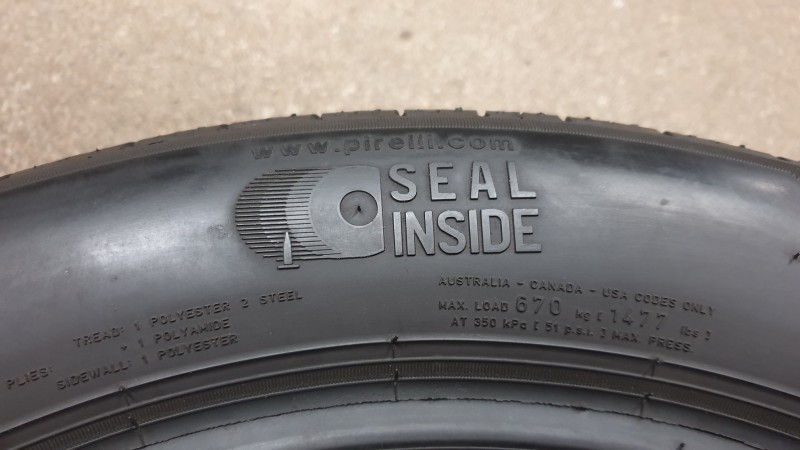 www.pirelli.com
SEAL
INSIDE
PLIES: TREAD: 1 POLYESTER 2 STEEL
1 POLYAMIDE
SIDEWALL: 1 POLYESTER
AUSTRALIA - CANADA - USA CODES ONLY
MAX. LOAD 670 kg [ 1477 lbs ]
AT 350 kPa [ 51 p.s.i. ] MAX. PRESS.